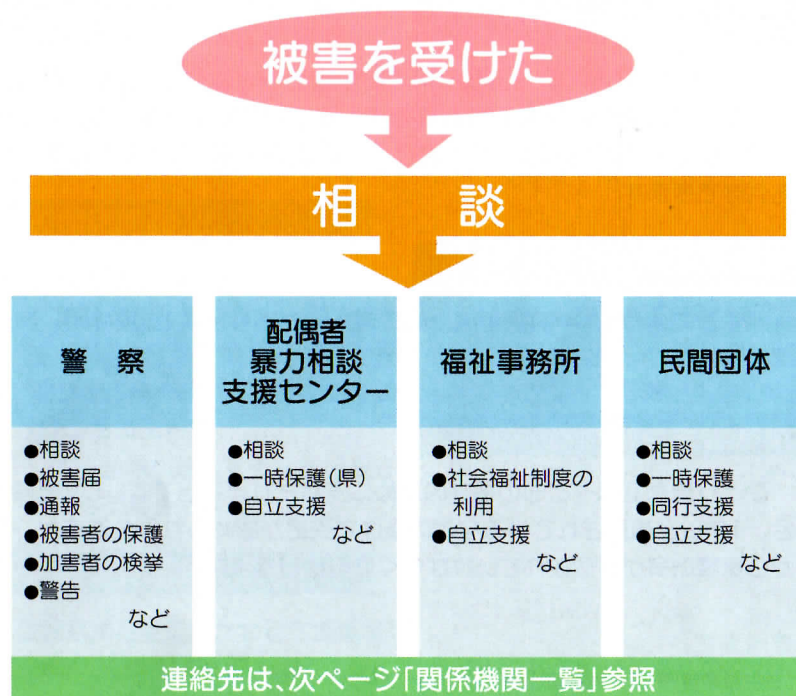 被害を受けた
相　談
警　察
●相談
●被害届
●通報
●被害者の保護
●加害者の検挙
●警告
など
配偶者
暴力相談
支援センター
●相談
●一時保護(県)
●自立支援
など
福祉事務所
●相談
●社会福祉制度の
利用
●自立支援
など
民間団体
●相談
●一時保護
●同行支援
●自立支援
など
連絡先は、次ページ「関係機関一覧」参照